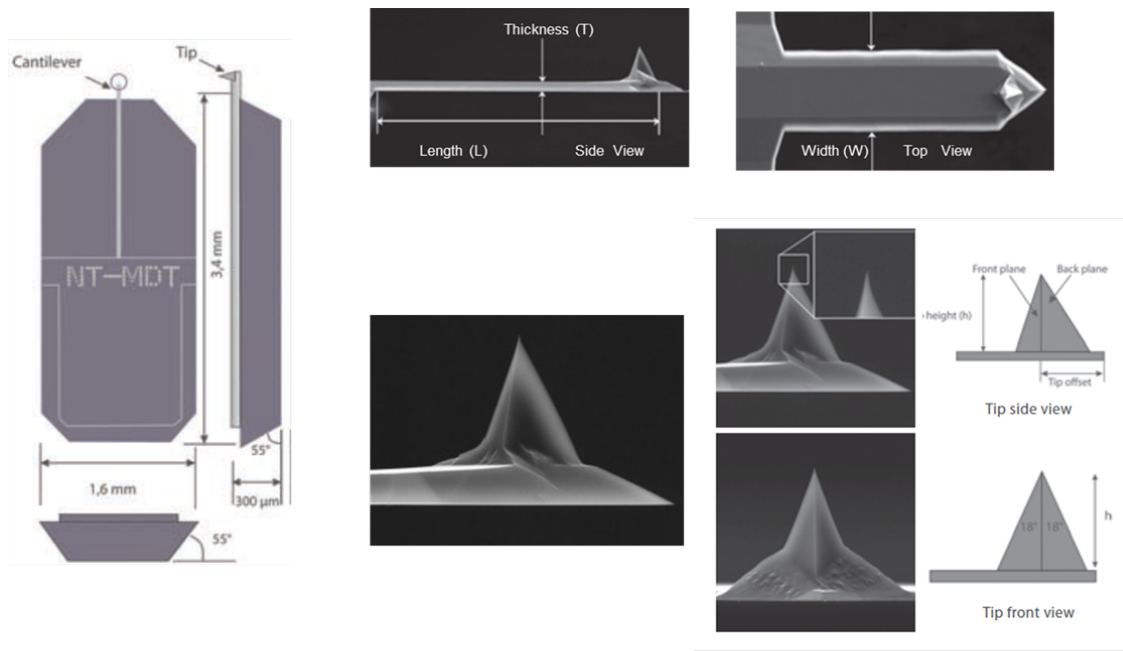 Cantilever
Tip
NT-MDT
3,4 mm
1,6 mm
55°
300 µm
55°
Thickness (T)
Length (L)
Side View
Width (W)
Top View
Front plane
Back plane
height (h)
Tip offset
Tip side view
18°
18°
h
Tip front view